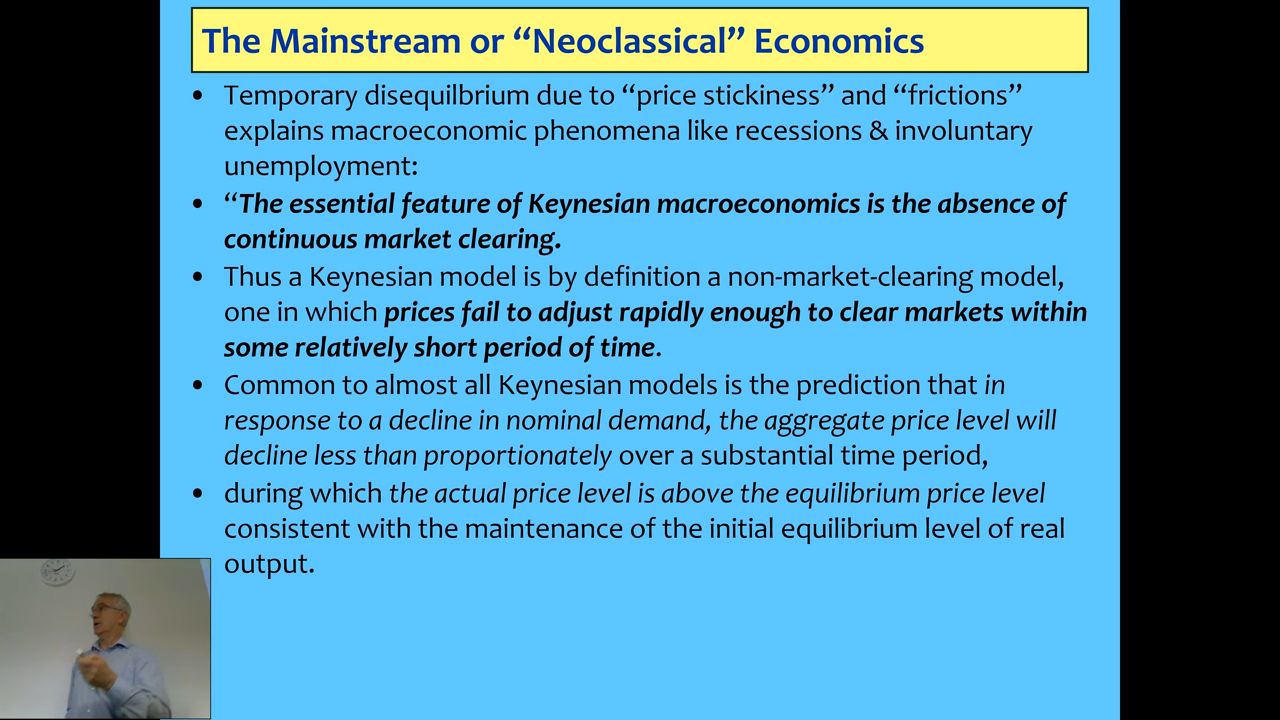 The Mainstream or “Neoclassical” Economics
• Temporary disequilbrium due to “price stickiness” and “frictions”
explains macroeconomic phenomena like recessions & involuntary
unemployment:
• “The essential feature of Keynesian macroeconomics is the absence of
continuous market clearing.
• Thus a Keynesian model is by definition a non-market-clearing model,
one in which prices fail to adjust rapidly enough to clear markets within
some relatively short period of time.
• Common to almost all Keynesian models is the prediction that in
response to a decline in nominal demand, the aggregate price level will
decline less than proportionately over a substantial time period,
• during which the actual price level is above the equilibrium price level
consistent with the maintenance of the initial equilibrium level of real
output.